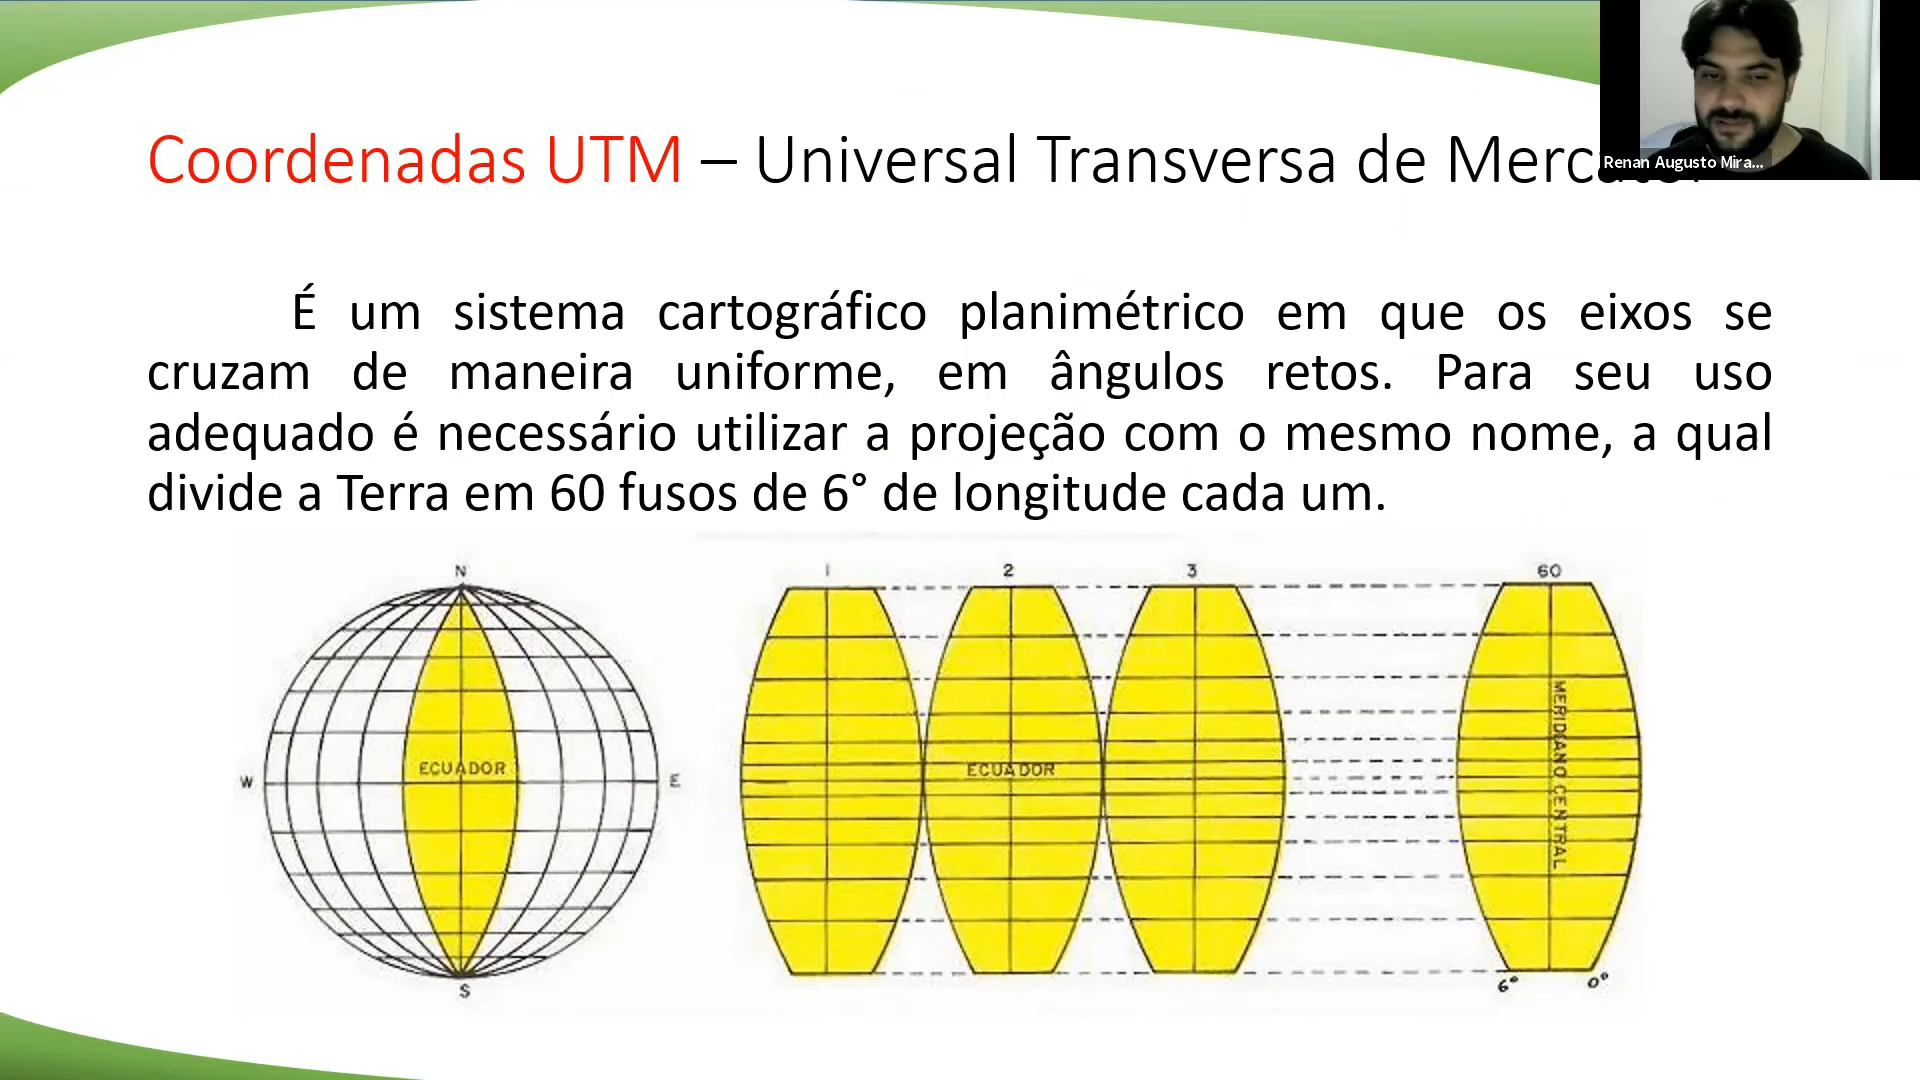 Coordenadas UTM – Universal Transversa de
Renan Augusto Mira...
É um sistema cartográfico planimétrico em que os eixos se
cruzam de maneira uniforme, em ângulos retos. Para seu uso
adequado é necessário utilizar a projeção com o mesmo nome, a qual
divide a Terra em 60 fusos de 6° de longitude cada um.
N
W
ECUADOR
E
S
1 2 3 60
ECUADOR
MERIDIANO CENTRAL
6° 0°